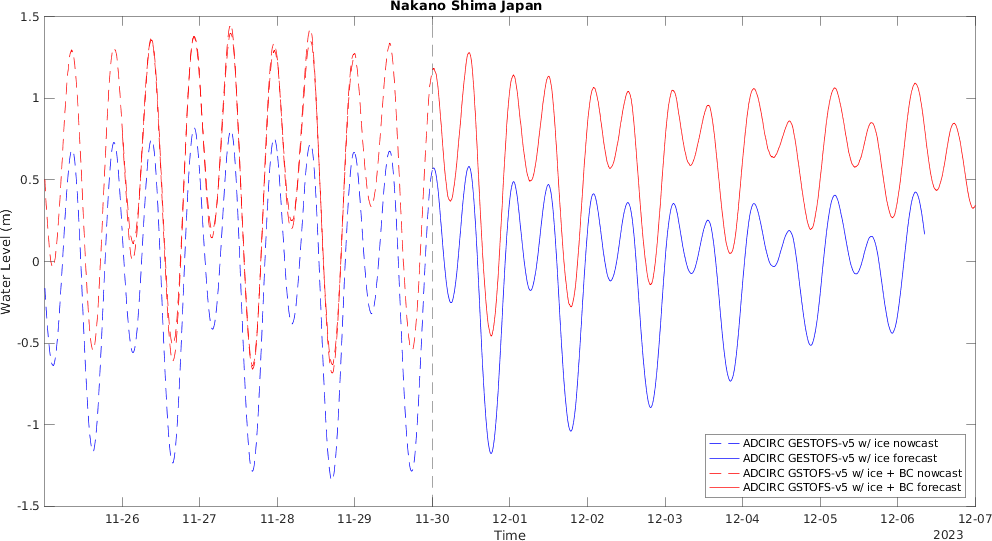 Nakano Shima Japan
Water Level (m)
1.5
1
0.5
0
-0.5
-1
-1.5
ADCIRC GESTOFS-v5 w/ ice nowcast
ADCIRC GESTOFS-v5 w/ ice forecast
ADCIRC GSTOFS-v5 w/ ice + BC nowcast
ADCIRC GSTOFS-v5 w/ ice + BC forecast
11-26 11-27 11-28 11-29 11-30 12-01 12-02 12-03 12-04 12-05 12-06 12-07
Time
2023